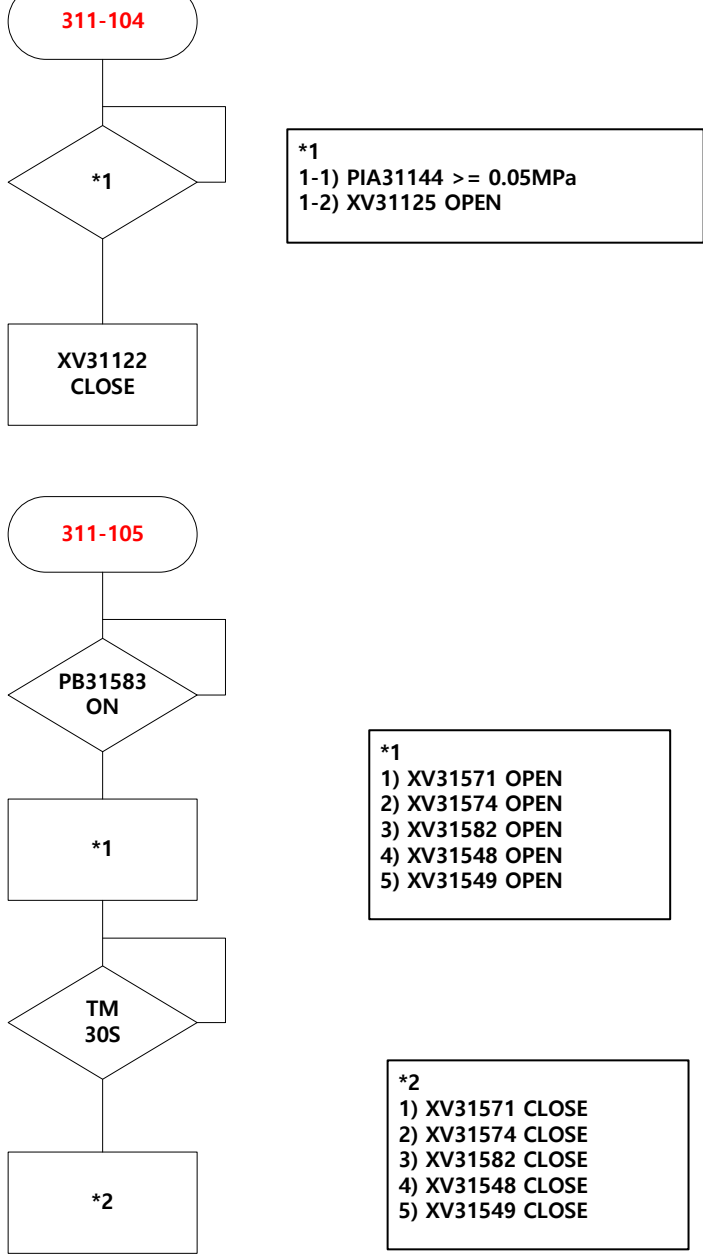 311-104
*1
*1
1-1) PIA31144 >= 0.05MPa
1-2) XV31125 OPEN
XV31122
CLOSE
311-105
PB31583
ON
*1
*1
1) XV31571 OPEN
2) XV31574 OPEN
3) XV31582 OPEN
4) XV31548 OPEN
5) XV31549 OPEN
TM
30S
*2
*2
1) XV31571 CLOSE
2) XV31574 CLOSE
3) XV31582 CLOSE
4) XV31548 CLOSE
5) XV31549 CLOSE